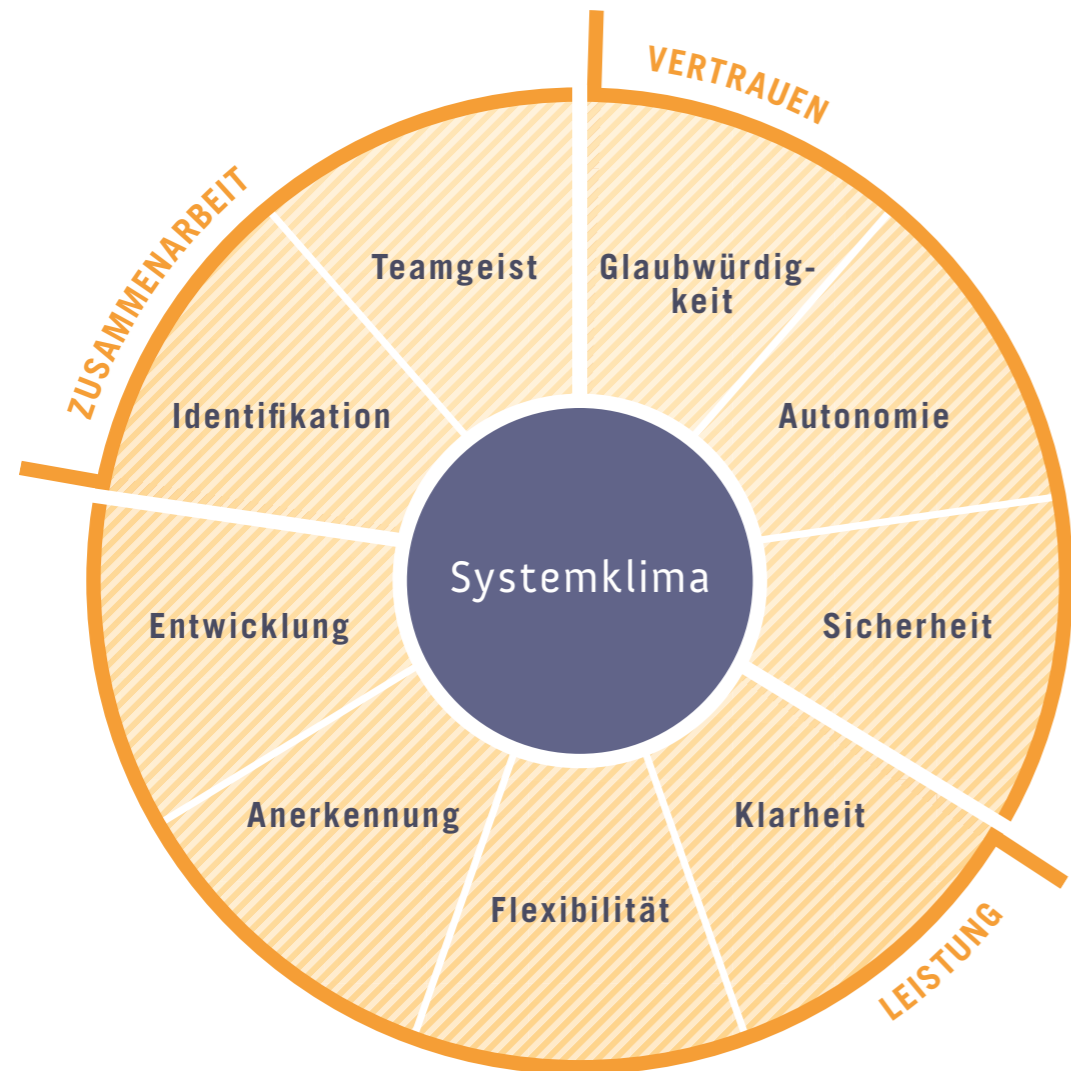 VERTRAUEN
Glaubwürdig-
keit
Autonomie
Sicherheit
LEISTUNG
Klarheit
Flexibilität
Anerkennung
Entwicklung
ZUSAMMENARBEIT
Identifikation
Teamgeist
Systemklima